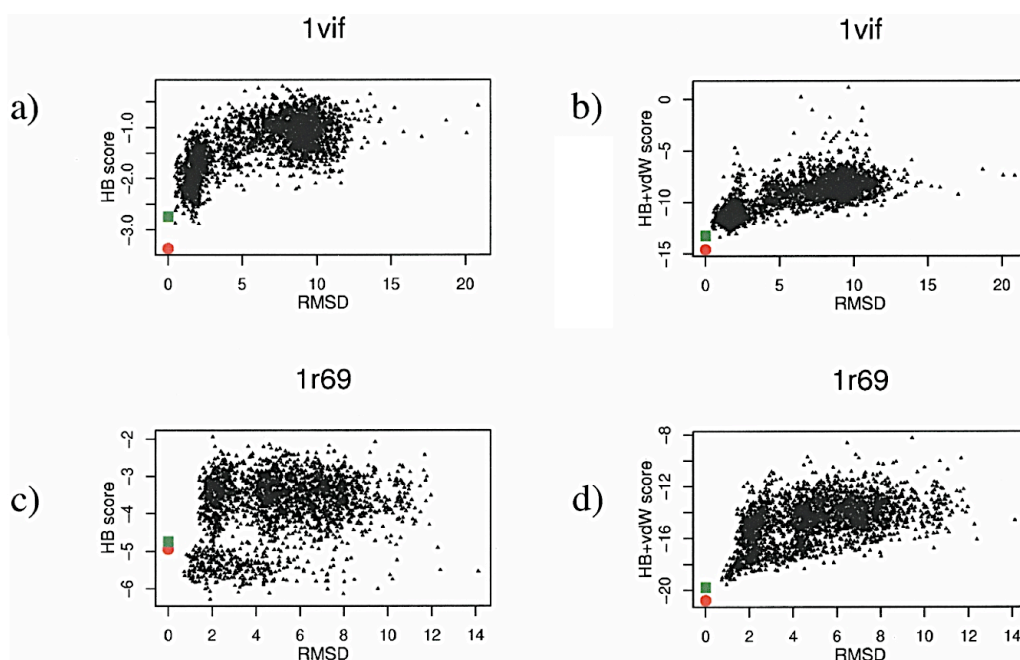 1vif
a)
HB score
-1.0
-2.0
-3.0
0 5 10 15 20
RMSD
1vif
b)
HB+vdW score
0
-5
-10
-15
0 5 10 15 20
RMSD
1r69
c)
HB score
-2
-3
-4
-5
-6
0 2 4 6 8 10 12 14
RMSD
1r69
d)
HB+vdW score
-8
-12
-16
-20
0 2 4 6 8 10 12 14
RMSD